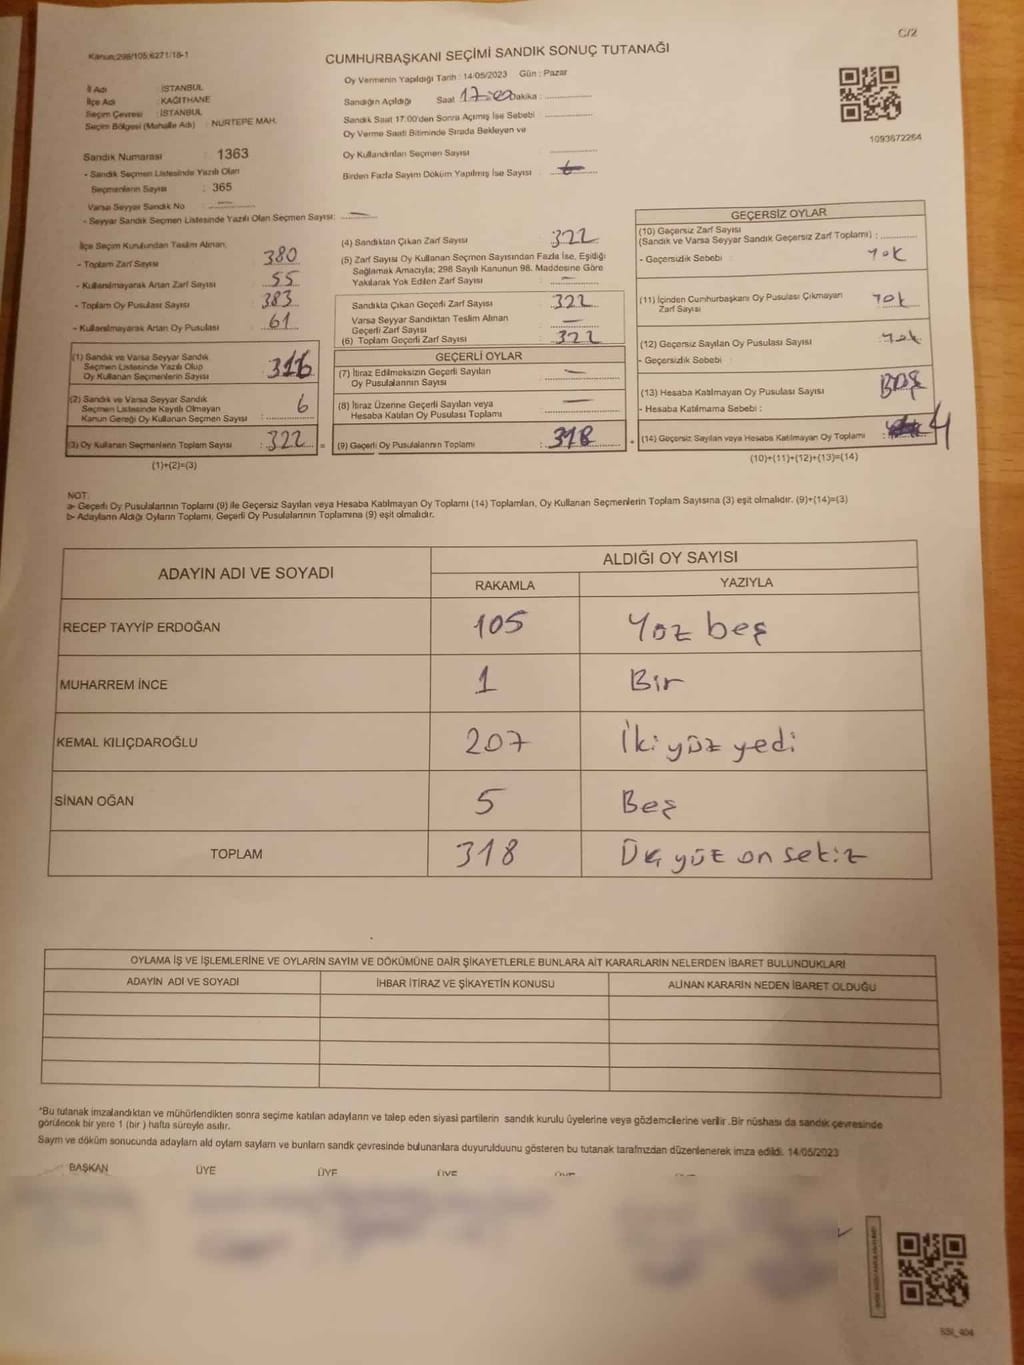 C/2
Kanun:298/105;6271/18-1
CUMHURBAŞKANI SEÇİMİ SANDIK SONUÇ TUTANAĞI
İl Adı : İSTANBUL
İlçe Adı : KAĞITHANE
Seçim Çevresi : İSTANBUL
Seçim Bölgesi (Mahalle Adı) : NURTEPE MAH.
Sandık Numarası : 1363
- Sandık Seçmen Listesinde Yazılı Olan
Seçmenlerin Sayısı : 365
Varsa Seyyar Sandık No :
- Seyyar Sandık Seçmen Listesinde Yazılı Olan Seçmen Sayısı:
Oy Vermenin Yapıldığı Tarih : 14/05/2023 Gün : Pazar
Sandığın Açıldığı Saat 17:00 Dakika :
Sandık Saat 17:00'den Sonra Açımış İse Sebebi
Oy Verme Saati Bitiminde Sırada Bekleyen ve
Oy Kullandırılan Seçmen Sayısı
Birden Fazla Sayım Döküm Yapılmış İse Sayısı
1093672264
İlçe Seçim Kurulundan Teslim Alınan;
- Toplam Zarf Sayısı 380
- Kullanılmayarak Artan Zarf Sayısı 55
- Toplam Oy Pusulası Sayısı 383
- Kullanılmayarak Artan Oy Pusulası 61
(1) Sandık ve Varsa Seyyar Sandık
Seçmen Listesinde Yazılı Olup
Oy Kullanan Seçmenlerin Sayısı 316
(2) Sandık ve Varsa Seyyar Sandık
Seçmen Listesinde Kayıtlı Olmayan
Kanun Gereği Oy Kullanan Seçmen Sayısı : 6
(3) Oy Kullanan Seçmenlerin Toplam Sayısı : 322 =
(1)+(2)=(3)
(4) Sandıktan Çıkan Zarf Sayısı 322
(5) Zarf Sayısı Oy Kullanan Seçmen Sayısından Fazla İse, Eşidiği
Sağlamak Amacıyla; 298 Sayılı Kanunun 98. Maddesine Göre
Yakılarak Yok Edilen Zarf Sayısı
Sandıkta Çıkan Geçerli Zarf Sayısı 322
Varsa Seyyar Sandıktan Teslim Alınan
Geçerli Zarf Sayısı
(6) Toplam Geçerli Zarf Sayısı 322
GEÇERLİ OYLAR
(7) İtiraz Edilmeksizin Geçerli Sayılan
Oy Pusulalarının Sayısı
(8) İtiraz Üzerine Geçerli Sayılan veya
Hesaba Katılan Oy Pusulası Toplamı
(9) Geçerli Oy Pusulalarının Toplamı : 318
GEÇERSİZ OYLAR
(10) Geçersiz Zarf Sayısı
(Sandık ve Varsa Seyyar Sandık Geçersiz Zarf Toplamı) :
- Geçersizlik Sebebi : Yok
(11) İçinden Cumhurbaşkanı Oy Pusulası Çıkmayan
Zarf Sayısı Yok
(12) Geçersiz Sayılan Oy Pusulası Sayısı : Yok
- Geçersizlik Sebebi :
(13) Hesaba Katılmayan Oy Pusulası Sayısı Boş
- Hesaba Katılmama Sebebi :
+ (14) Geçersiz Sayılan veya Hesaba Katılmayan Oy Toplamı : 4
(10)+(11)+(12)+(13)=(14)
NOT:
a- Geçerli Oy Pusulalarının Toplamı (9) ile Geçersiz Sayılan veya Hesaba Katılmayan Oy Toplamı (14) Toplamları, Oy Kullanan Seçmenlerin Toplam Sayısına (3) eşit olmalıdır. (9)+(14)=(3)
b- Adayların Aldığı Oyların Toplamı, Geçerli Oy Pusulalarının Toplamına (9) eşit olmalıdır.
ADAYIN ADI VE SOYADI ALDIĞI OY SAYISI
RAKAMLA YAZIYLA
RECEP TAYYİP ERDOĞAN 105 Yüz beş
MUHARREM İNCE 1 Bir
KEMAL KILIÇDAROĞLU 207 İki yüz yedi
SİNAN OĞAN 5 Beş
TOPLAM 318 Üç yüz on sekiz
OYLAMA İŞ VE İŞLEMLERİNE VE OYLARIN SAYIM VE DÖKÜMÜNE DAİR ŞİKAYETLERLE BUNLARA AİT KARARLARIN NELERDEN İBARET BULUNDUKLARI
ADAYIN ADI VE SOYADI İHBAR İTİRAZ VE ŞİKAYETİN KONUSU ALINAN KARARIN NEDEN İBARET OLDUĞU
*Bu tutanak imzalandıktan ve mühürlendikten sonra seçime katılan adayların ve talep eden siyasi partilerin sandık kurulu üyelerine veya gözlemcilerine verilir .Bir nüshası da sandık çevresinde
görülecek bir yere 1 (bir ) hafta süreyle asılır.
Sayım ve döküm sonucunda adayların ald oyların sayların ve bunların sandk çevresinde bulunanlara duyurulduunu gösteren bu tutanak tarafmzdan düzenlenerek imza edildi. 14/05/2023
BAŞKAN ÜYE ÜYE ÜYE